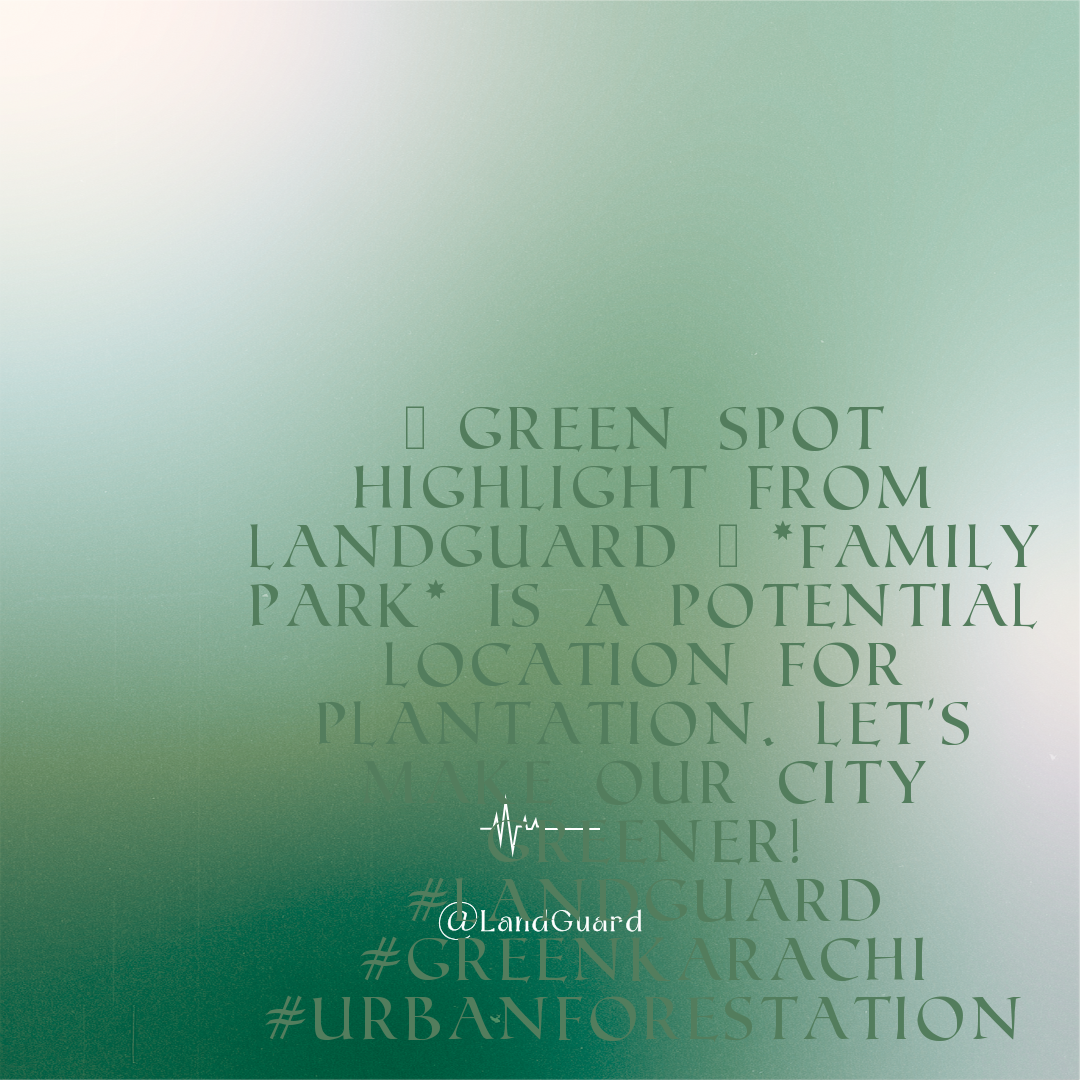 ▯ GREEN SPOT
HIGHLIGHT FROM
LANDGUARD ▯ *FAMILY
PARK* IS A POTENTIAL
LOCATION FOR
PLANTATION. LET'S
MAKE OUR CITY
GREENER!
#LANDGUARD
@LandGuard
#GREENKARACHI
#URBANFORESTATION